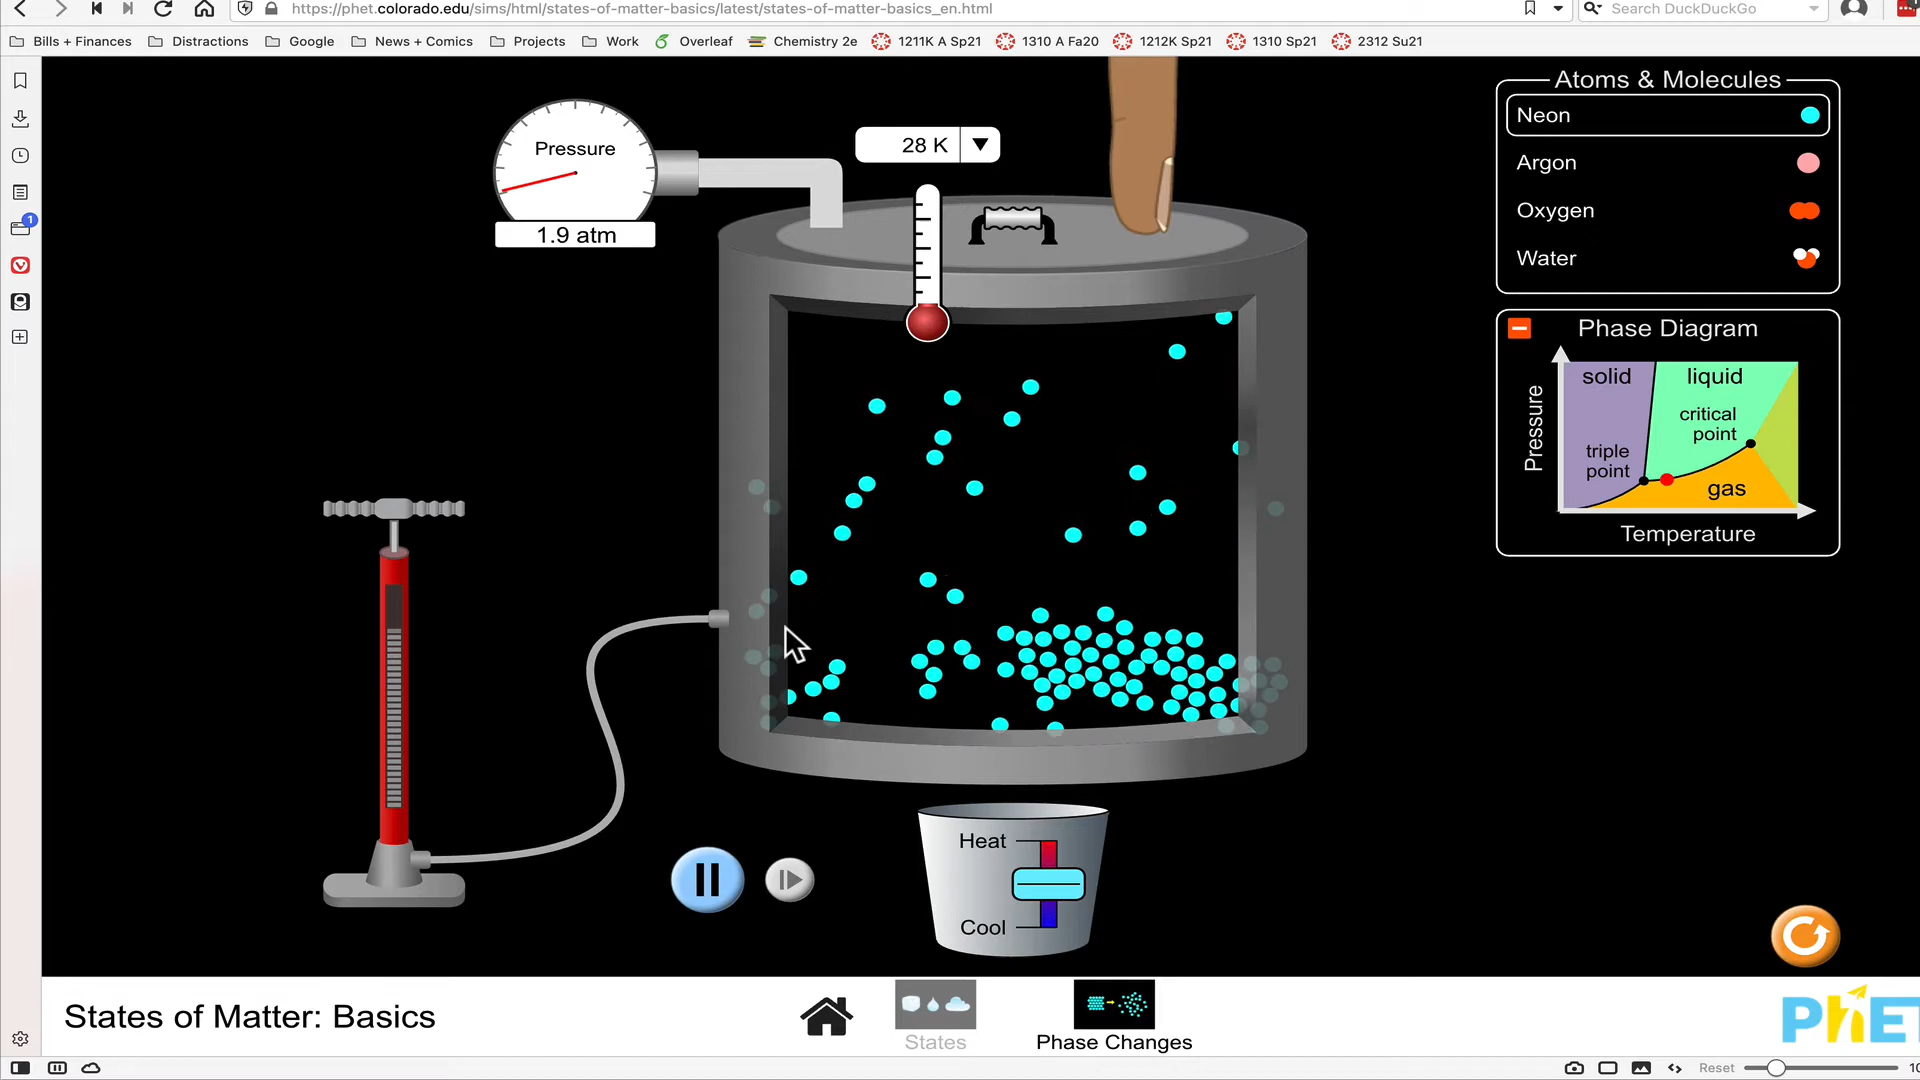 https://phet.colorado.edu/sims/html/states-of-matter-basics/latest/states-of-matter-basics_en.html
Search DuckDuckGo
Bills + Finances
Distractions
Google
News + Comics
Projects
Work
Overleaf
Chemistry 2e
1211K A Sp21
1310 A Fa20
1212K Sp21
1310 Sp21
2312 Su21
1
Pressure
1.9 atm
28 K
Atoms & Molecules
Neon
Argon
Oxygen
Water
Phase Diagram
solid
liquid
critical
point
triple
point
gas
Pressure
Temperature
Heat
Cool
States of Matter: Basics
States
Phase Changes
PhET
Reset